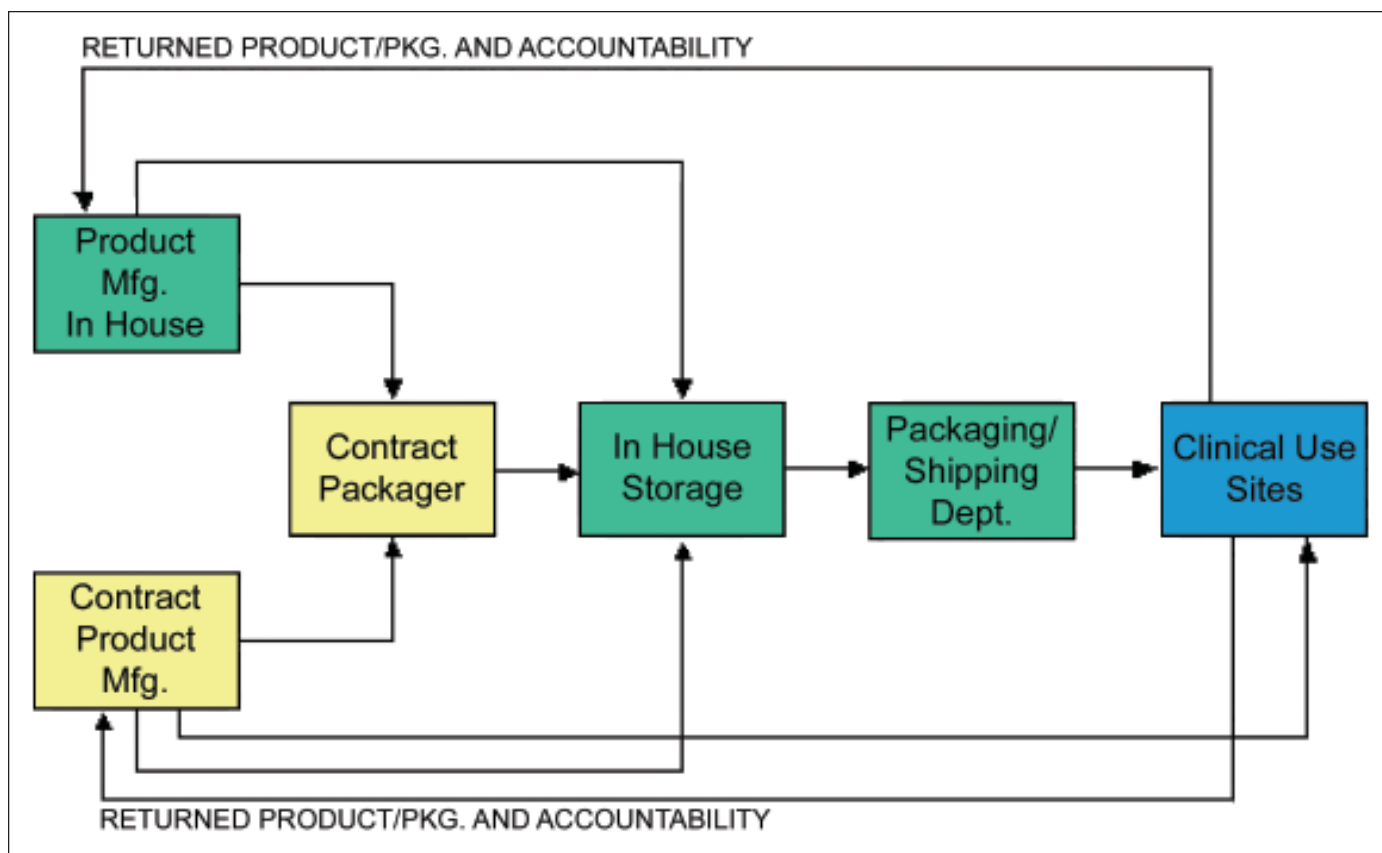 RETURNED PRODUCT/PKG. AND ACCOUNTABILITY
Product
Mfg.
In House
Contract
Packager
In House
Storage
Packaging/
Shipping
Dept.
Clinical Use
Sites
Contract
Product
Mfg.
RETURNED PRODUCT/PKG. AND ACCOUNTABILITY